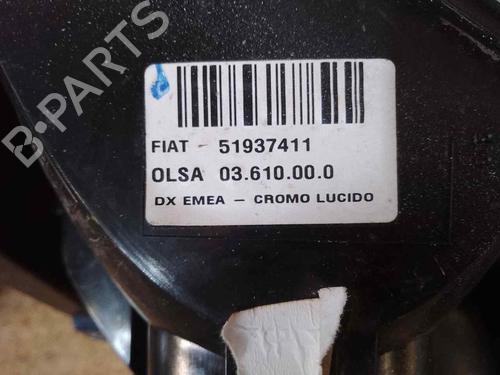 B-PARTS
FIAT - 51937411
OLSA 03.610.00.0
DX EMEA - CROMO LUCIDO